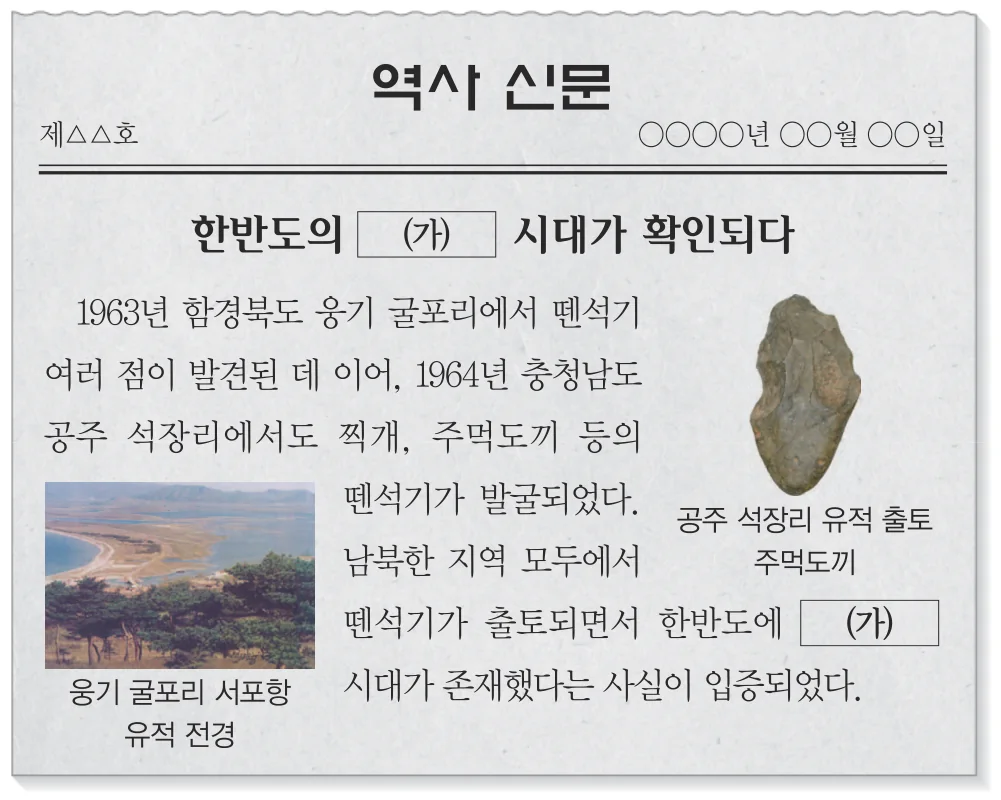 역사 신문
제△△호
○○○○년 ○○월 ○○일
한반도의 (가) 시대가 확인되다
1963년 함경북도 웅기 굴포리에서 뗀석기
여러 점이 발견된 데 이어, 1964년 충청남도
공주 석장리에서도 찍개, 주먹도끼 등의
뗀석기가 발굴되었다.
남북한 지역 모두에서
뗀석기가 출토되면서 한반도에 (가)
시대가 존재했다는 사실이 입증되었다.
공주 석장리 유적 출토
주먹도끼
웅기 굴포리 서포항
유적 전경